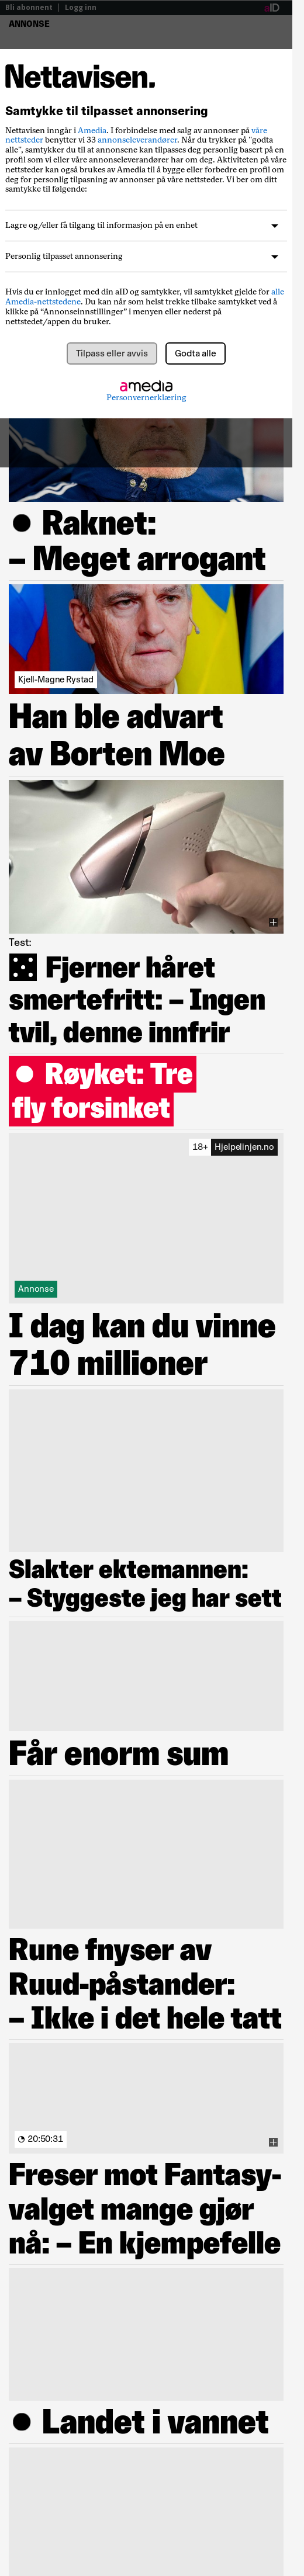 Bli abonnent | Logg inn
aID
ANNONSE
Nettavisen.
Samtykke til tilpasset annonsering
Nettavisen inngår i Amedia. I forbindelse med salg av annonser på våre
nettsteder benytter vi 33 annonseleverandører. Når du trykker på "godta
alle", samtykker du til at annonsene kan tilpasses deg personlig basert på en
profil som vi eller våre annonseleverandører har om deg. Aktiviteten på våre
nettsteder kan også brukes av Amedia til å bygge eller forbedre en profil om
deg for personlig tilpasning av annonser på våre nettsteder. Vi ber om ditt
samtykke til følgende:
Lagre og/eller få tilgang til informasjon på en enhet
Personlig tilpasset annonsering
Hvis du er innlogget med din aID og samtykker, vil samtykket gjelde for alle
Amedia-nettstedene. Du kan når som helst trekke tilbake samtykket ved å
klikke på “Annonseinnstillinger” i menyen eller nederst på
nettstedet/appen du bruker.
Tilpass eller avvis
Godta alle
amedia
Personvernerklæring
Raknet:
– Meget arrogant
Kjell-Magne Rystad
Han ble advart
av Borten Moe
Test:
Fjerner håret
smertefritt: – Ingen
tvil, denne innfrir
Røyket: Tre
fly forsinket
18+ Hjelpelinjen.no
Annonse
I dag kan du vinne
710 millioner
Slakter ektemannen:
– Styggeste jeg har sett
Får enorm sum
Rune fnyser av
Ruud-påstander:
– Ikke i det hele tatt
20:50:31
Freser mot Fantasy-
valget mange gjør
nå: – En kjempefelle
Landet i vannet